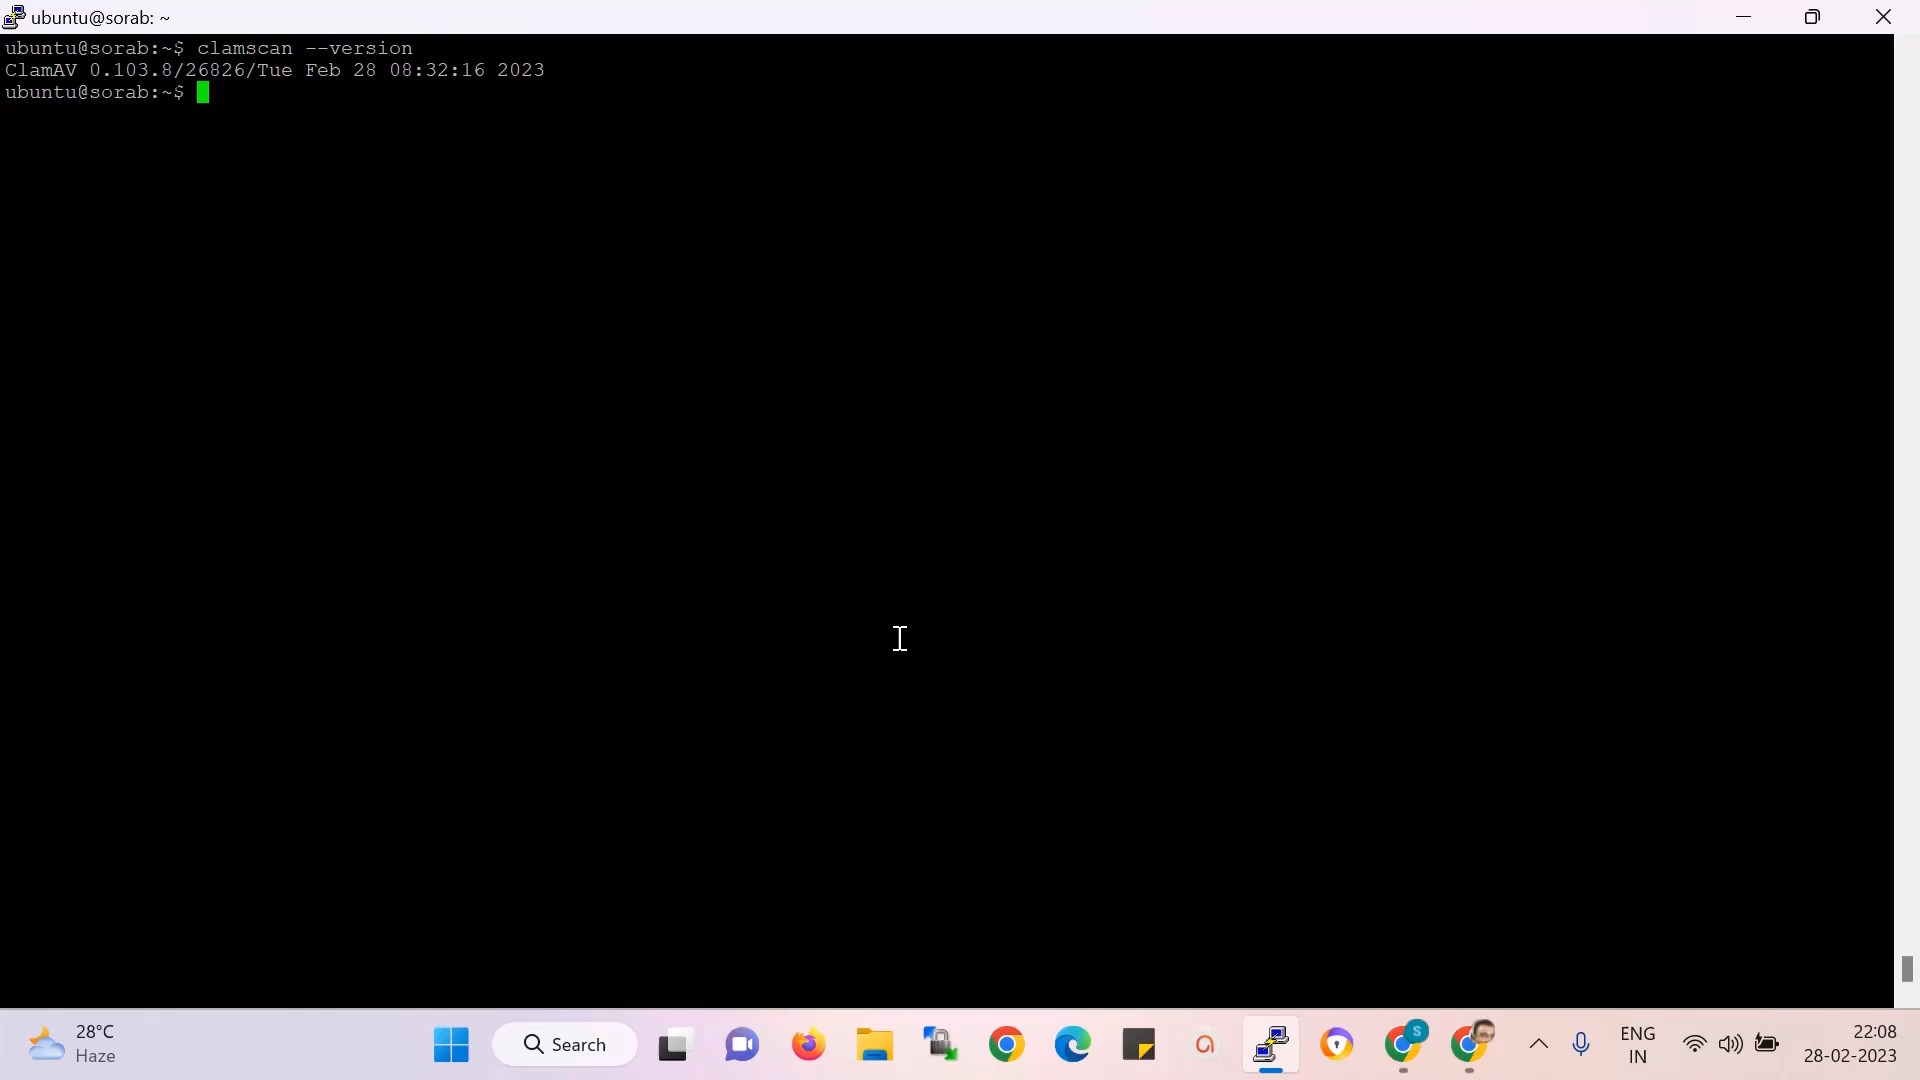 ubuntu@sorab: ~
ubuntu@sorab:~$ clamscan --version
ClamAV 0.103.8/26826/Tue Feb 28 08:32:16 2023
ubuntu@sorab:~$
28°C
Haze
Search
S
ENG
IN
22:08
28-02-2023